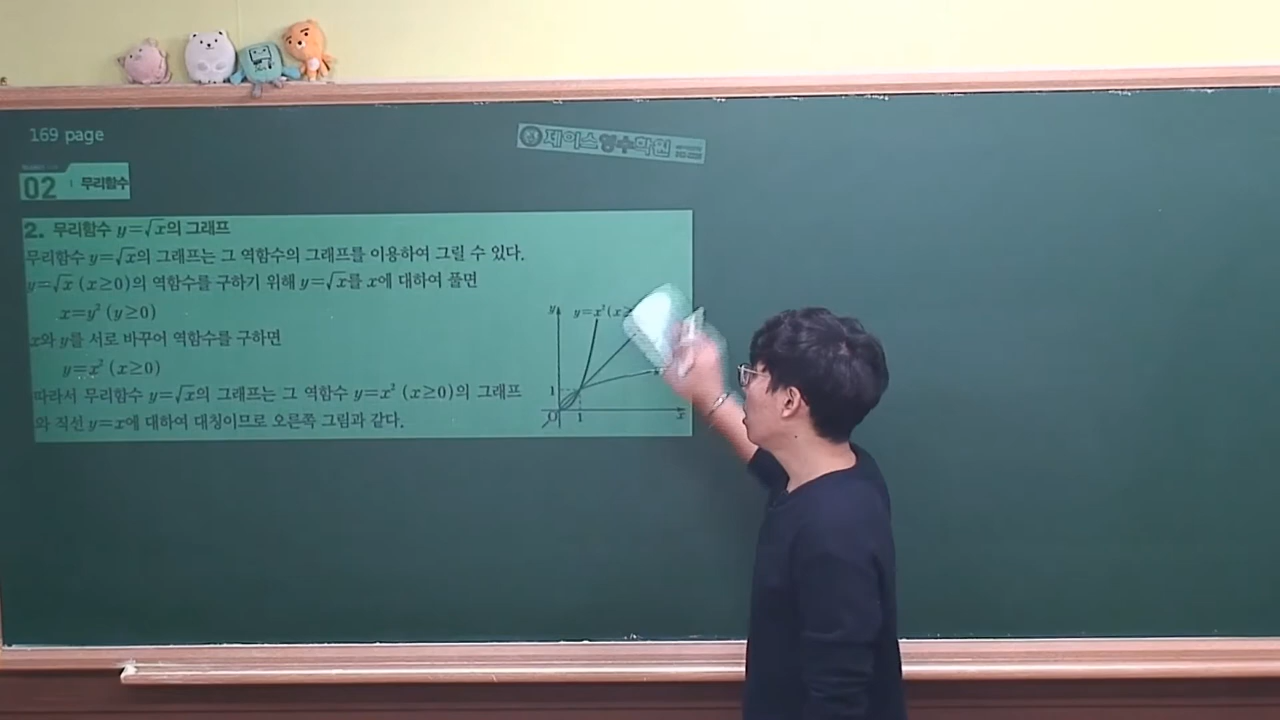 169 page
제이스영수학원
02 무리함수
2. 무리함수 y=√x의 그래프
무리함수 y=√x의 그래프는 그 역함수의 그래프를 이용하여 그릴 수 있다.
y=√x (x≥0)의 역함수를 구하기 위해 y=√x를 x에 대하여 풀면
x=y² (y≥0)
x와 y를 서로 바꾸어 역함수를 구하면
y=x² (x≥0)
따라서 무리함수 y=√x의 그래프는 그 역함수 y=x² (x≥0)의 그래프
와 직선 y=x에 대하여 대칭이므로 오른쪽 그림과 같다.
y y=x² (x≥
1
O 1 x